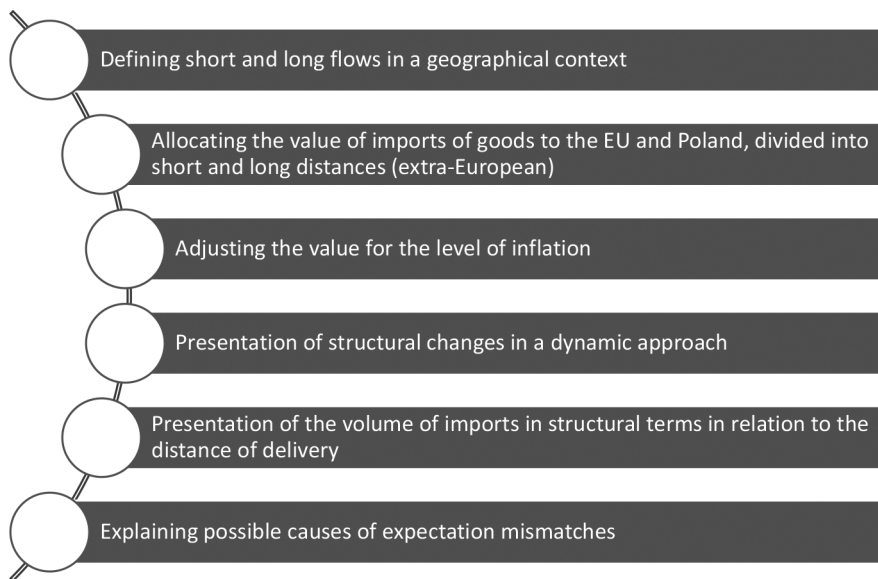 Defining short and long flows in a geographical context
Allocating the value of imports of goods to the EU and Poland, divided into
short and long distances (extra-European)
Adjusting the value for the level of inflation
Presentation of structural changes in a dynamic approach
Presentation of the volume of imports in structural terms in relation to the
distance of delivery
Explaining possible causes of expectation mismatches